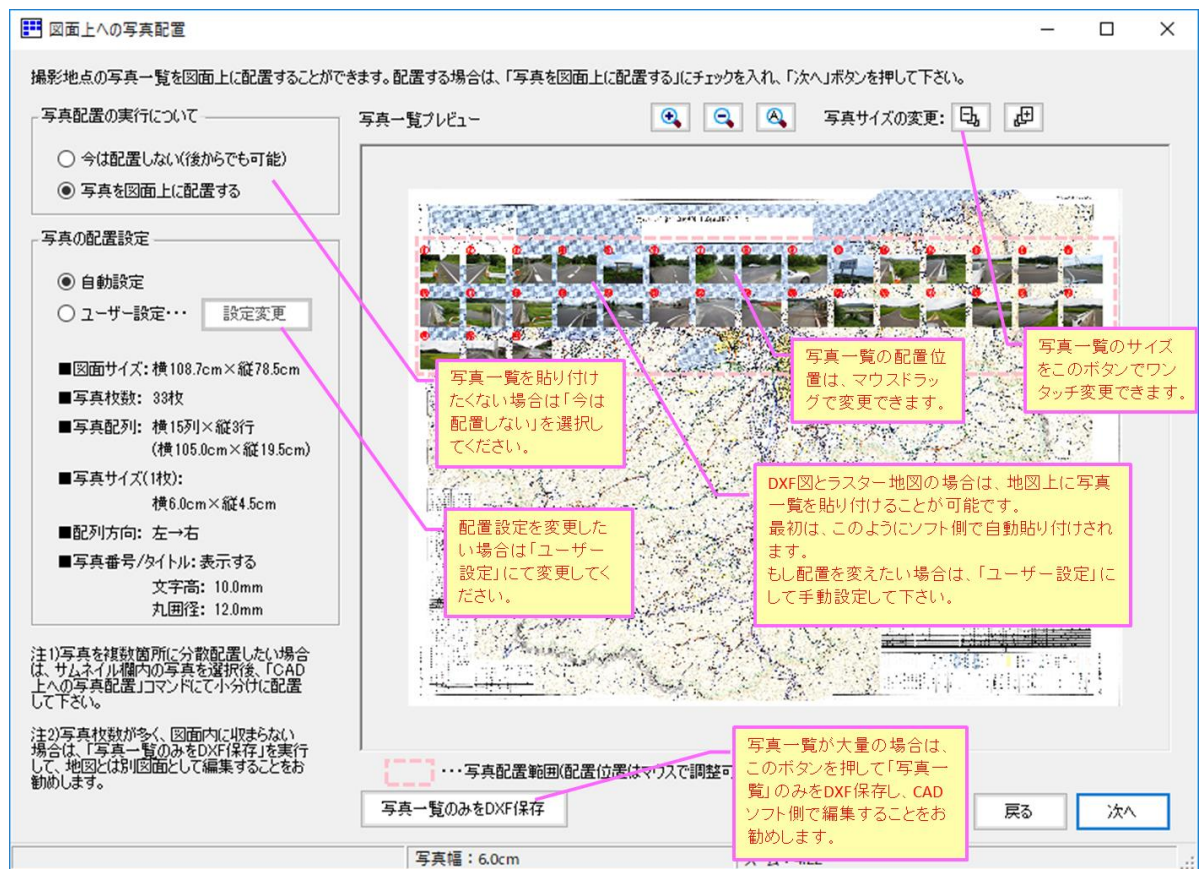 図面上への写真配置
撮影地点の写真一覧を図面上に配置することができます。配置する場合は、「写真を図面上に配置する」にチェックを入れ、「次へ」ボタンを押して下さい。
写真配置の実行について
今は配置しない(後からでも可能)
写真を図面上に配置する
写真の配置設定
自動設定
ユーザー設定・・・
設定変更
■図面サイズ: 横108.7cm×縦78.5cm
■写真枚数: 33枚
■写真配列: 横15列×縦3行
(横105.0cm×縦19.5cm)
■写真サイズ(1枚):
横6.0cm×縦4.5cm
■配列方向: 左→右
■写真番号/タイトル: 表示する
文字高: 10.0mm
丸囲径: 12.0mm
注1)写真を複数箇所に分散配置したい場合
は、サムネイル欄内の写真を選択後、「CAD
上への写真配置」コマンドにて小分けに配置
して下さい。
注2)写真枚数が多く、図面内に収まらない
場合は、「写真一覧のみをDXF保存」を実行
して、地図とは別図面として編集することをお
勧めします。
写真一覧プレビュー
写真サイズの変更:
写真一覧を貼り付け
たくない場合は「今は
配置しない」を選択し
てください。
写真一覧の配置位
置は、マウスドラッ
グで変更できます。
写真一覧のサイズ
をこのボタンでワン
タッチ変更できます。
配置設定を変更した
い場合は「ユーザー
設定」にて変更してく
ださい。
DXF図とラスター地図の場合は、地図上に写真
一覧を貼り付けることが可能です。
最初は、このようにソフト側で自動貼り付けされ
ます。
もし配置を変えたい場合は、「ユーザー設定」に
して手動設定して下さい。
・・・写真配置範囲(配置位置はマウスで調整可
写真一覧が大量の場合は、
このボタンを押して「写真一
覧」のみをDXF保存し、CAD
ソフト側で編集することをお
勧めします。
写真一覧のみをDXF保存
戻る
次へ
写真幅：6.0cm